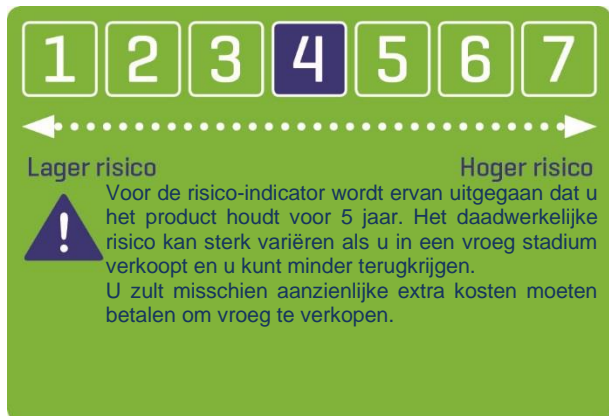 1 2 3 4 5 6 7
Lager risico Hoger risico
!
Voor de risico-indicator wordt ervan uitgegaan dat u
het product houdt voor 5 jaar. Het daadwerkelijke
risico kan sterk variëren als u in een vroeg stadium
verkoopt en u kunt minder terugkrijgen.
U zult misschien aanzienlijke extra kosten moeten
betalen om vroeg te verkopen.